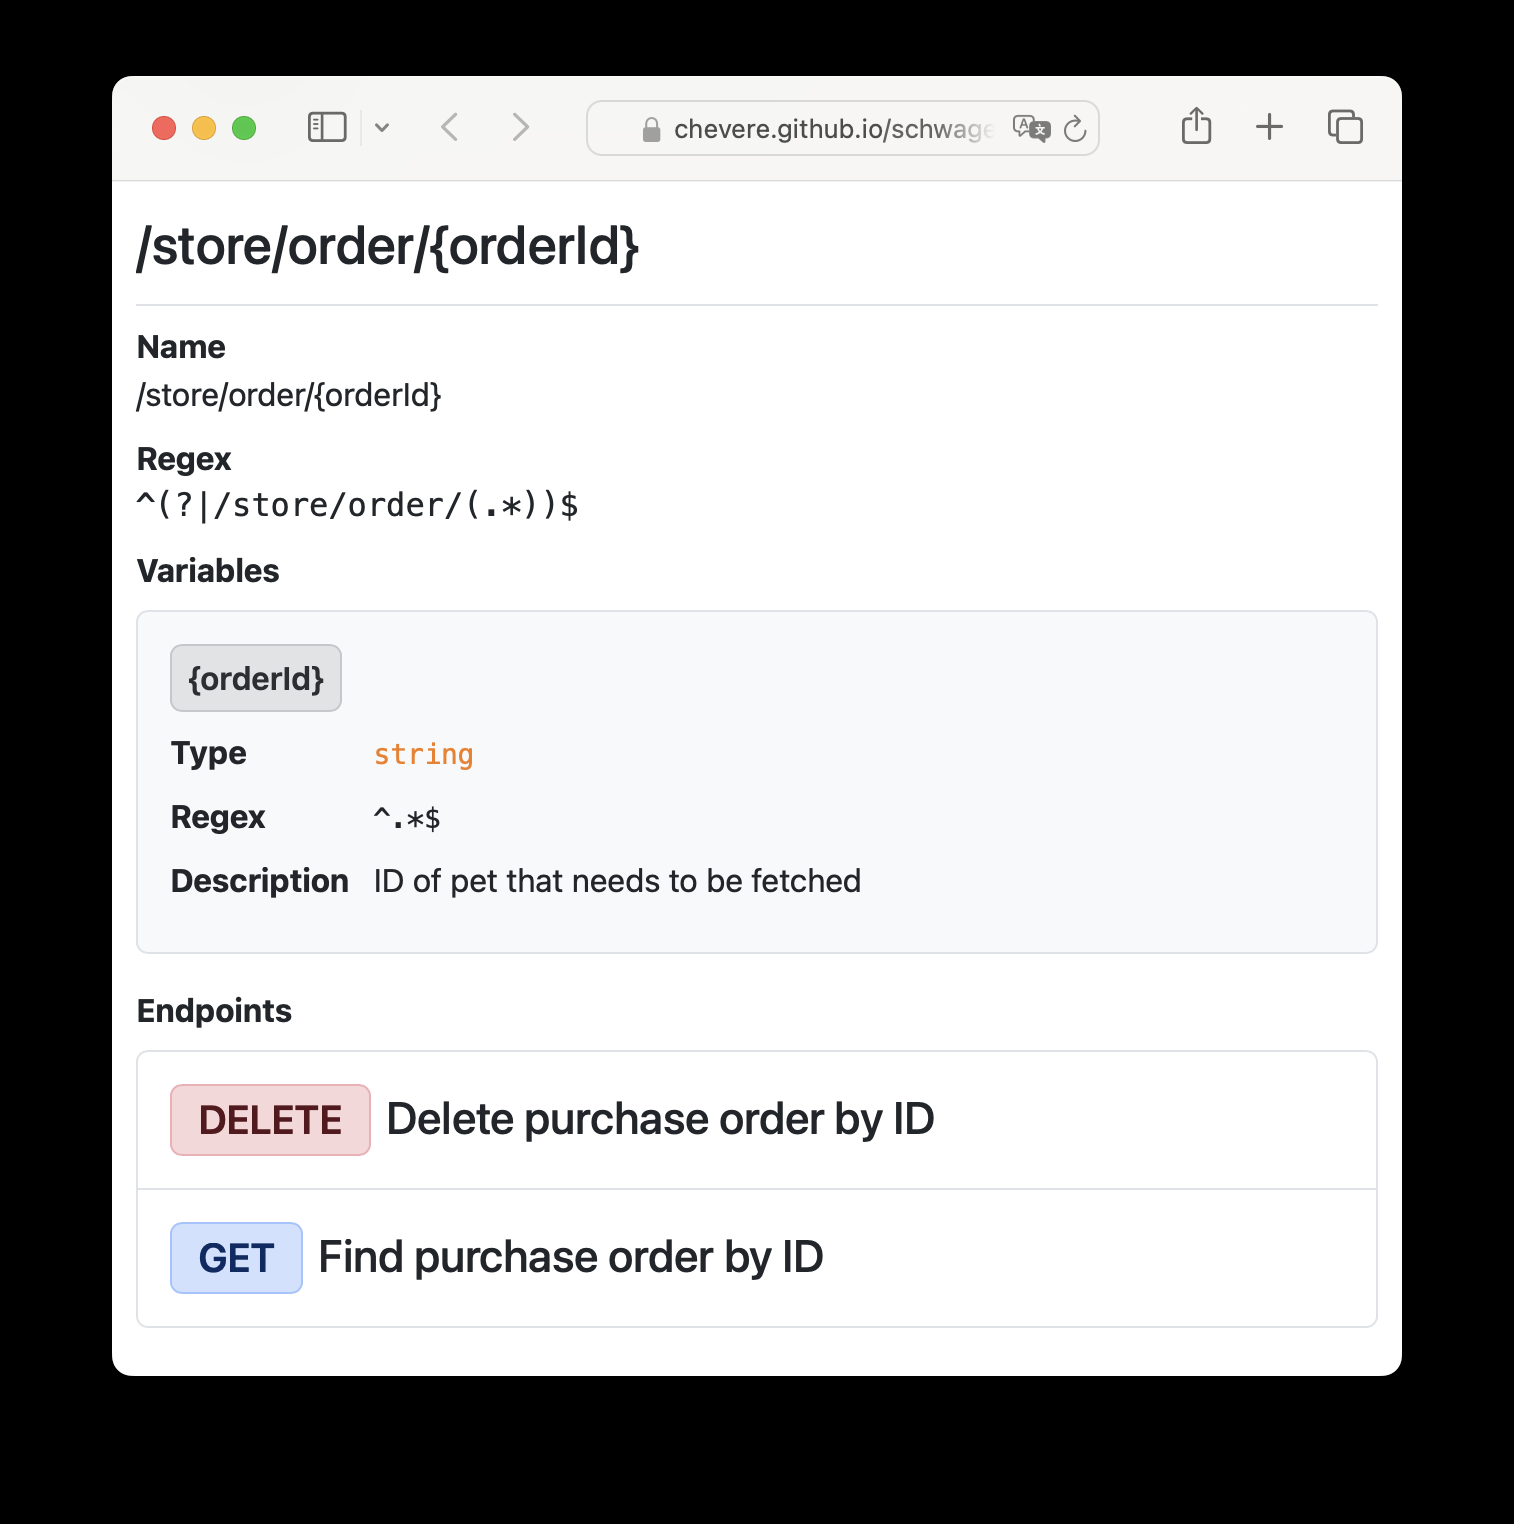 chevere.github.io/schwage
/store/order/{orderId}
Name
/store/order/{orderId}
Regex
^(?|/store/order/(.*))$
Variables
{orderId}
Type string
Regex ^.*$
Description ID of pet that needs to be fetched
Endpoints
DELETE Delete purchase order by ID
GET Find purchase order by ID